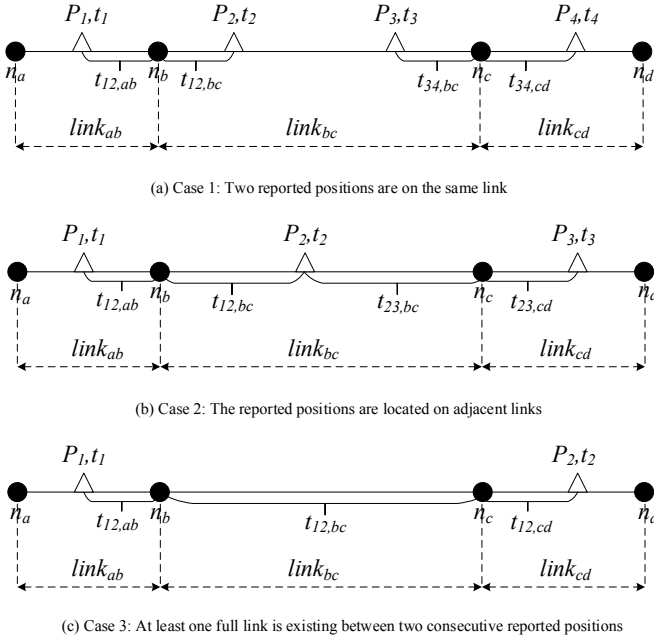 P1,t1 P2,t2 P3,t3 P4,t4
na t12,ab nb t12,bc t34,bc nc t34,cd nd
linkab linkbc linkcd
(a) Case 1: Two reported positions are on the same link
P1,t1 P2,t2 P3,t3
na t12,ab nb t12,bc t23,bc nc t23,cd nd
linkab linkbc linkcd
(b) Case 2: The reported positions are located on adjacent links
P1,t1 P2,t2
na t12,ab nb t12,bc nc t12,cd nd
linkab linkbc linkcd
(c) Case 3: At least one full link is existing between two consecutive reported positions